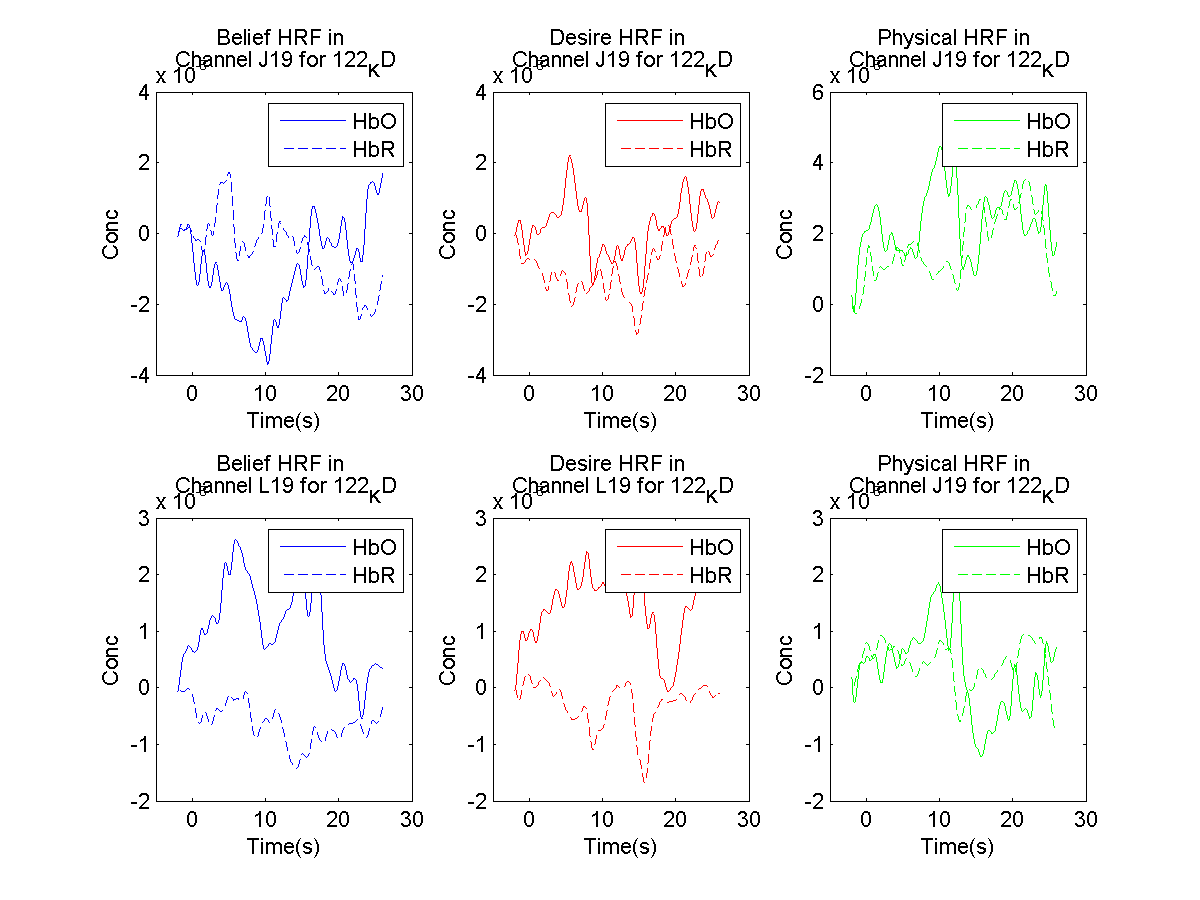 Belief HRF in
Channel J19 for 122KD
x 10
4
2
0
-2
-4
Conc
HbO
HbR
0 10 20 30
Time(s)
Desire HRF in
Channel J19 for 122KD
x 10
4
2
0
-2
-4
Conc
HbO
HbR
0 10 20 30
Time(s)
Physical HRF in
Channel J19 for 122KD
x 10
6
4
2
0
-2
Conc
HbO
HbR
0 10 20 30
Time(s)
Belief HRF in
Channel L19 for 122KD
x 10
3
2
1
0
-1
-2
Conc
HbO
HbR
0 10 20 30
Time(s)
Desire HRF in
Channel L19 for 122KD
x 10
3
2
1
0
-1
-2
Conc
HbO
HbR
0 10 20 30
Time(s)
Physical HRF in
Channel J19 for 122KD
x 10
3
2
1
0
-1
-2
Conc
HbO
HbR
0 10 20 30
Time(s)